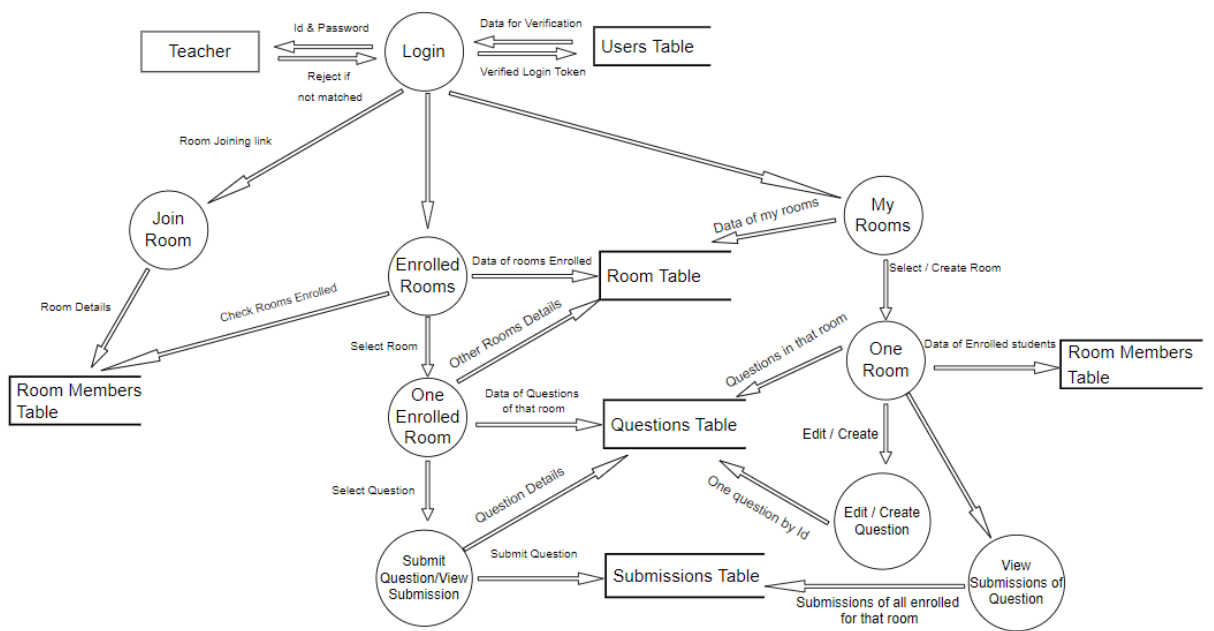 Id & Password
Data for Verification
Teacher
Login
Users Table
Reject if
not matched
Verified Login Token
Room Joining link
Join
Room
My
Rooms
Data of my rooms
Enrolled
Rooms
Data of rooms Enrolled
Room Table
Select / Create Room
Room Details
Check Rooms Enrolled
Select Room
Other Rooms Details
Questions in that room
One
Room
Data of Enrolled students
Room Members
Table
Room Members
Table
One
Enrolled
Room
Data of Questions
of that room
Questions Table
Edit / Create
Select Question
Question Details
One question by Id
Edit / Create
Question
Submit
Question/View
Submission
Submit Question
Submissions Table
View
Submissions of
Question
Submissions of all enrolled
for that room